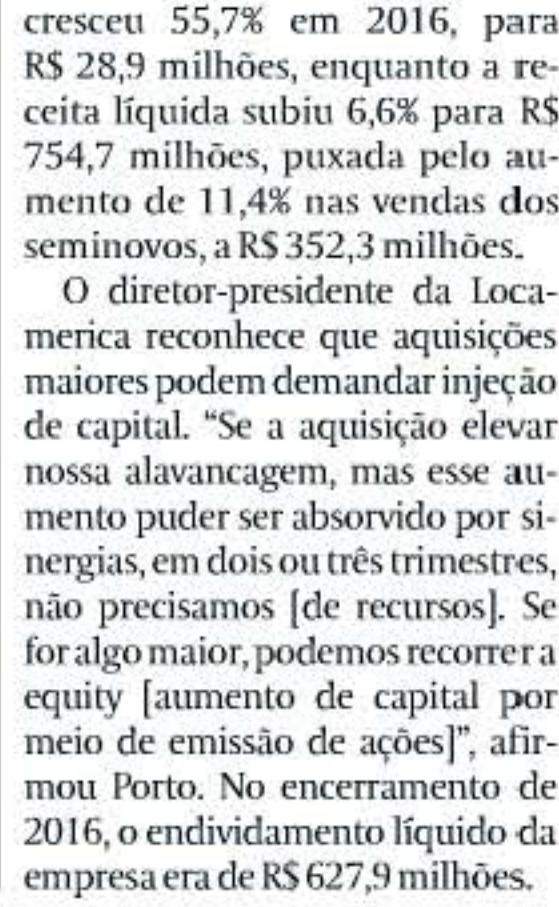 cresceu 55,7% em 2016, para
R$ 28,9 milhões, enquanto a re-
ceita líquida subiu 6,6% para R$
754,7 milhões, puxada pelo au-
mento de 11,4% nas vendas dos
seminovos, a R$ 352,3 milhões.
O diretor-presidente da Loca-
merica reconhece que aquisições
maiores podem demandar injeção
de capital. “Se a aquisição elevar
nossa alavancagem, mas esse au-
mento puder ser absorvido por si-
nergias, em dois ou três trimestres,
não precisamos [de recursos]. Se
for algo maior, podemos recorrer a
equity [aumento de capital por
meio de emissão de ações]”, afir-
mou Porto. No encerramento de
2016, o endividamento líquido da
empresa era de R$ 627,9 milhões.